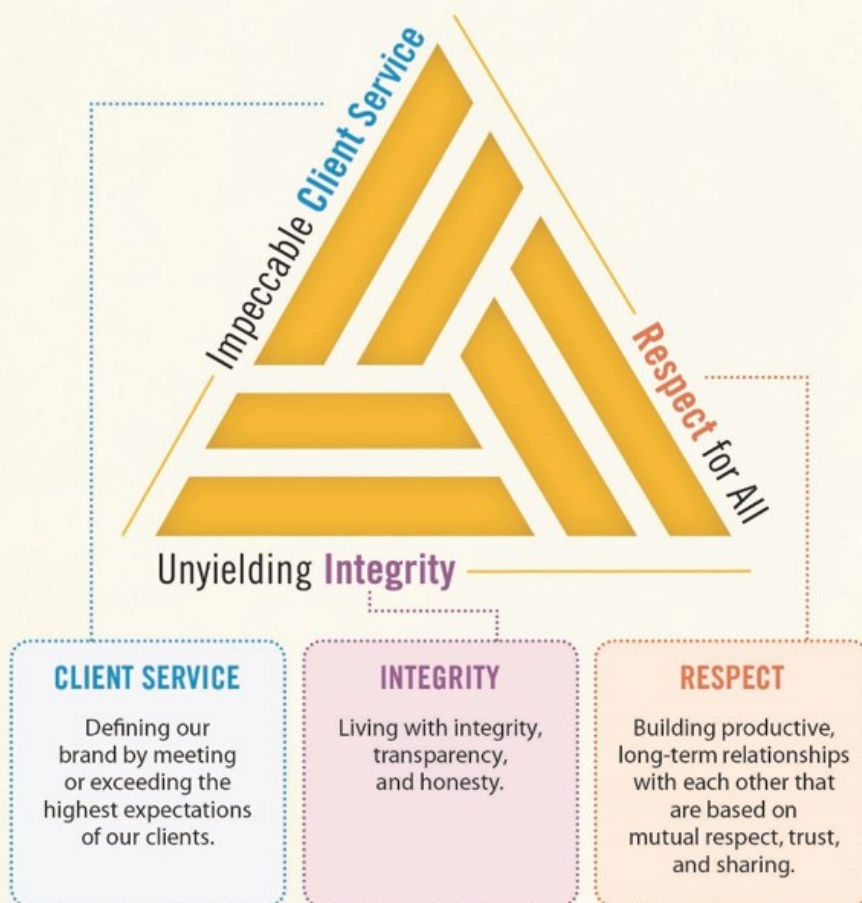 Impeccable Client Service
Respect for All
Unyielding Integrity
CLIENT SERVICE
Defining our
brand by meeting
or exceeding the
highest expectations
of our clients.
INTEGRITY
Living with integrity,
transparency,
and honesty.
RESPECT
Building productive,
long-term relationships
with each other that
are based on
mutual respect, trust,
and sharing.